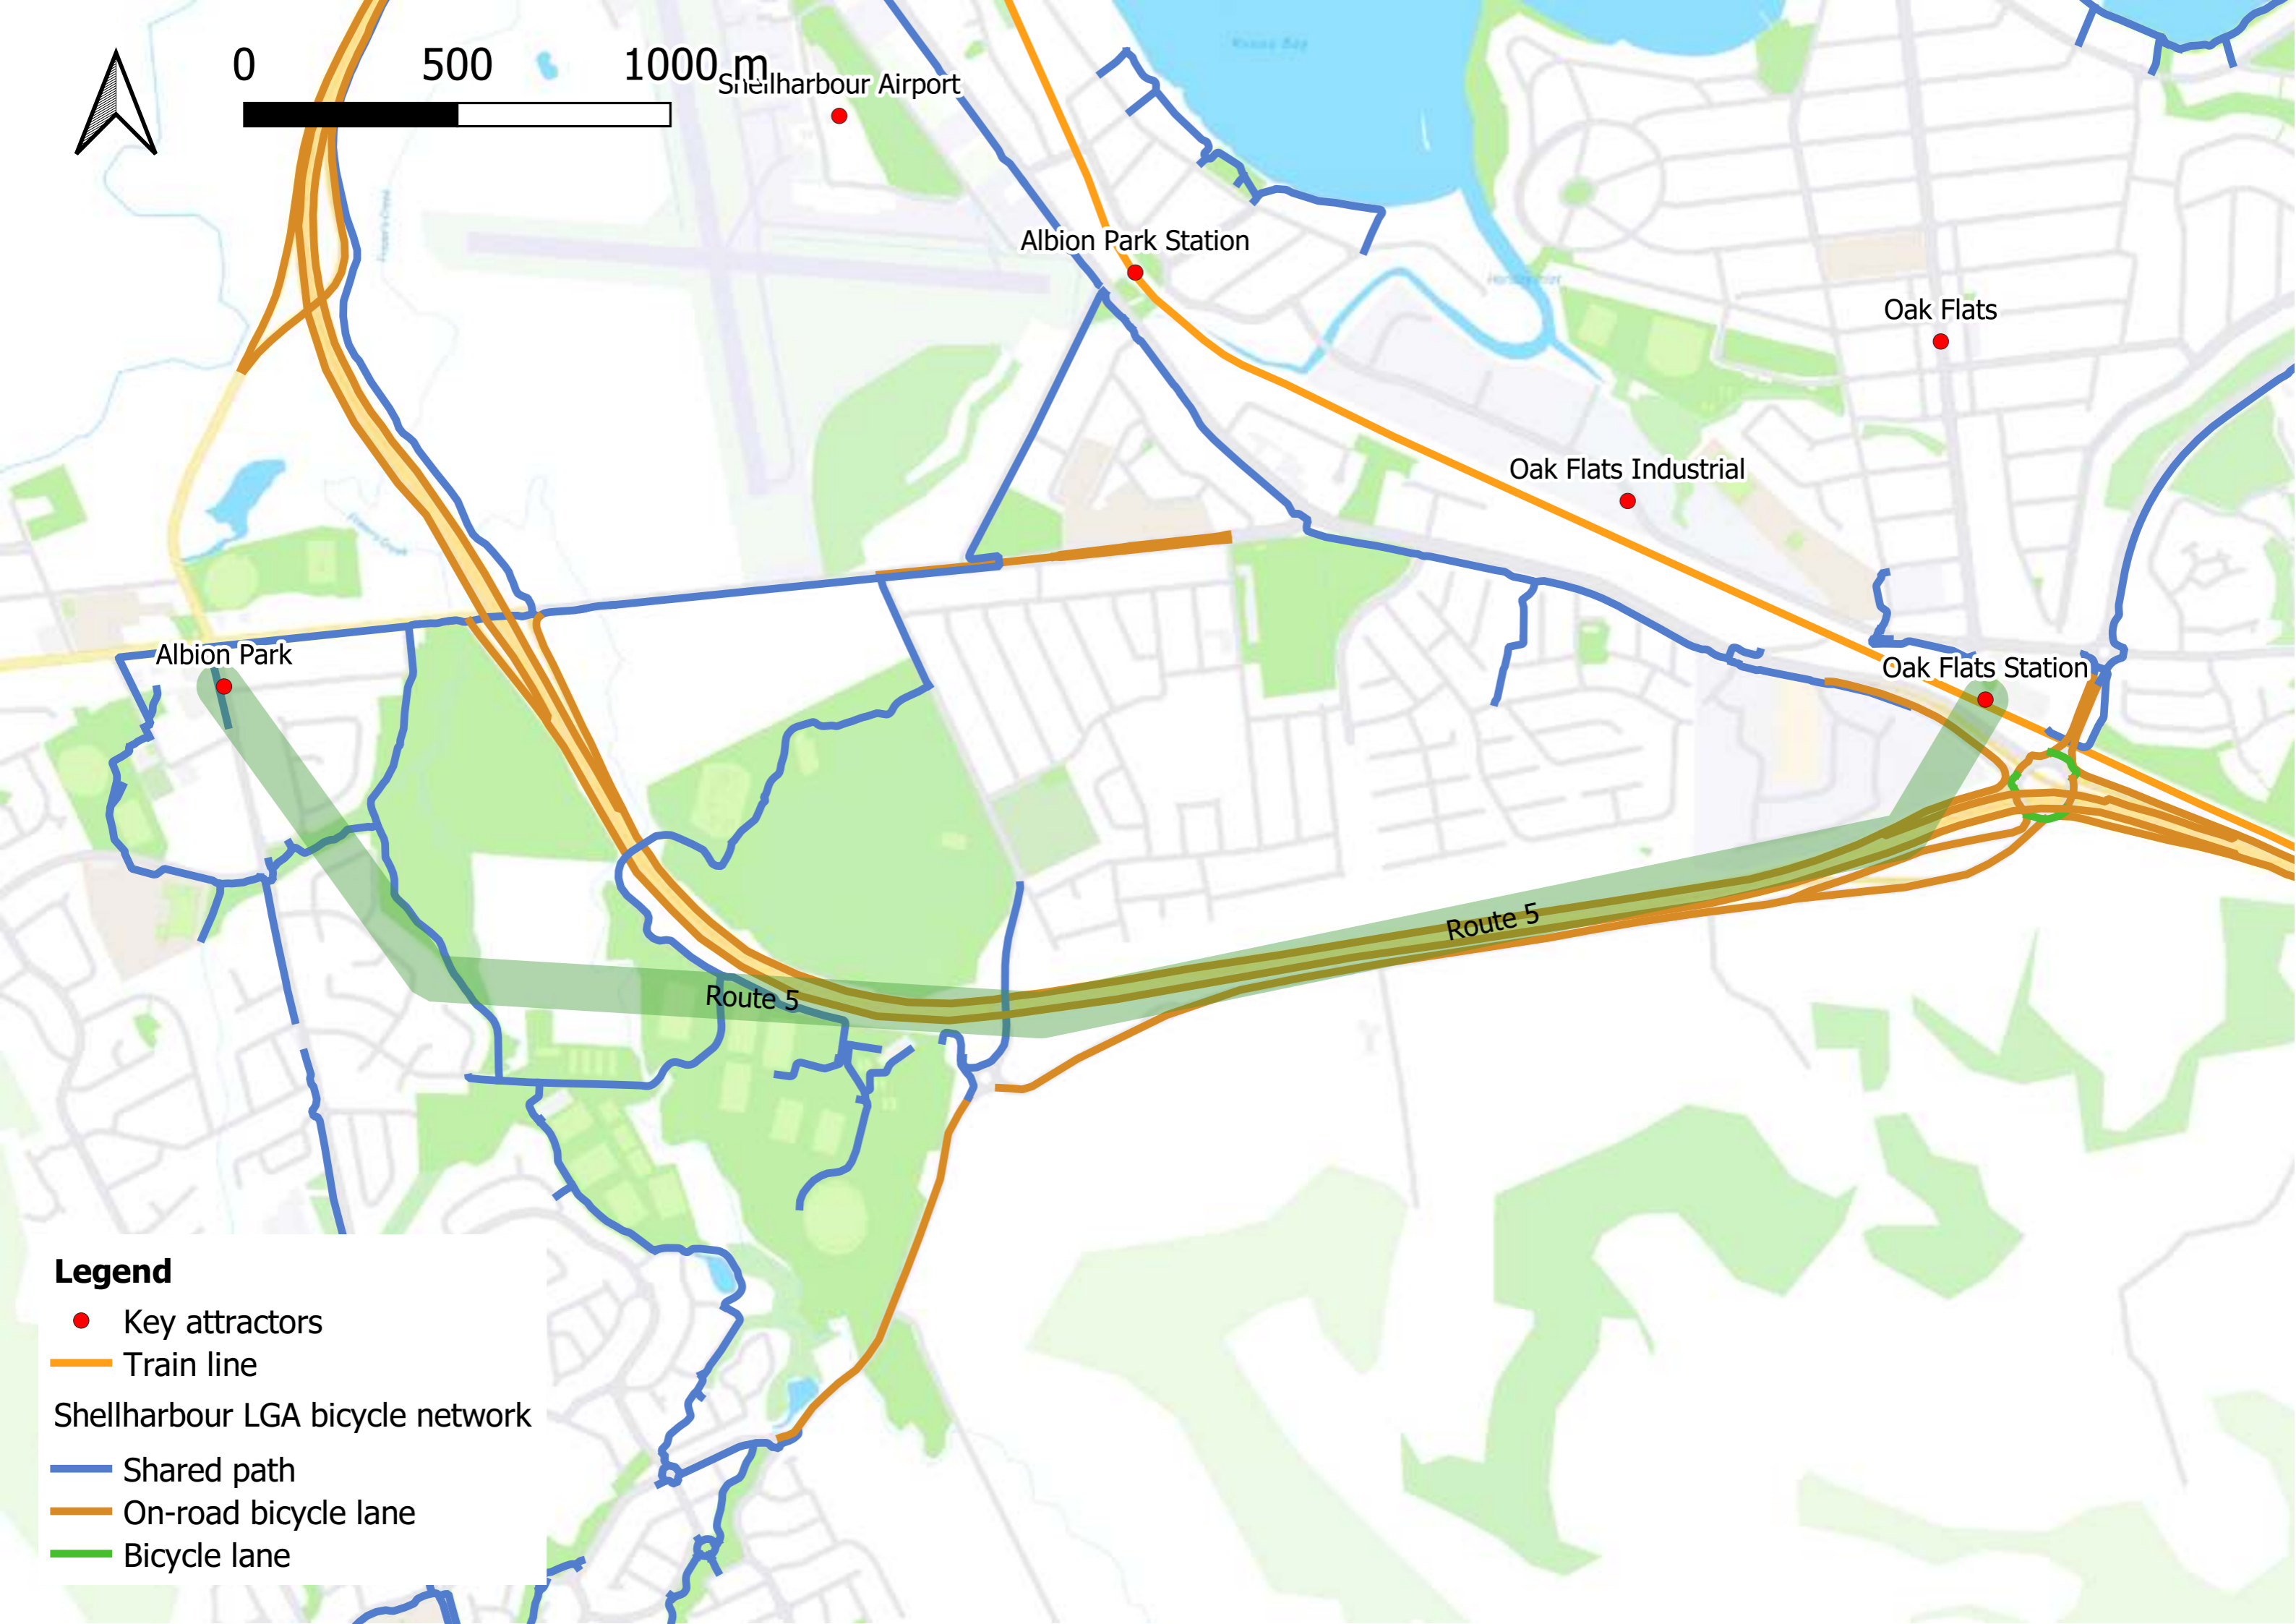 0 500 1000 m
Shellharbour Airport
Albion Park Station
Oak Flats
Oak Flats Industrial
Albion Park
Oak Flats Station
Route 5
Route 5
Legend
Key attractors
Train line
Shellharbour LGA bicycle network
Shared path
On-road bicycle lane
Bicycle lane